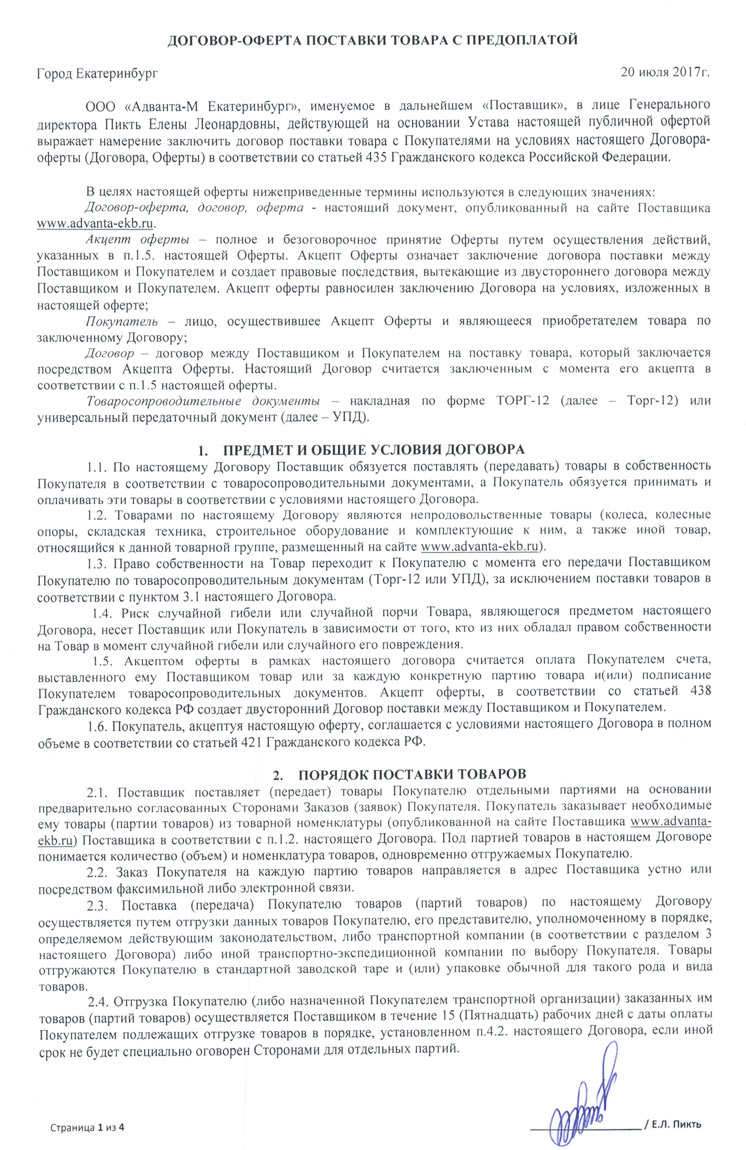 ДОГОВОР-ОФЕРТА ПОСТАВКИ ТОВАРА С ПРЕДОПЛАТОЙ
Город Екатеринбург 20 июля 2017г.
ООО «Адванта-М Екатеринбург», именуемое в дальнейшем «Поставщик», в лице Генерального
директора Пикть Елены Леонардовны, действующей на основании Устава настоящей публичной офертой
выражает намерение заключить договор поставки товара с Покупателями на условиях настоящего Договора-
оферты (Договора, Оферты) в соответствии со статьей 435 Гражданского кодекса Российской Федерации.
В целях настоящей оферты нижеприведенные термины используются в следующих значениях:
Договор-оферта, договор, оферта - настоящий документ, опубликованный на сайте Поставщика
www.advanta-ekb.ru.
Акцепт оферты – полное и безоговорочное принятие Оферты путем осуществления действий,
указанных в п.1.5. настоящей Оферты. Акцепт Оферты означает заключение договора поставки между
Поставщиком и Покупателем и создает правовые последствия, вытекающие из двустороннего договора между
Поставщиком и Покупателем. Акцепт оферты равносилен заключению Договора на условиях, изложенных в
настоящей оферте;
Покупатель – лицо, осуществившее Акцепт Оферты и являющееся приобретателем товара по
заключенному Договору;
Договор – договор между Поставщиком и Покупателем на поставку товара, который заключается
посредством Акцепта Оферты. Настоящий Договор считается заключенным с момента его акцепта в
соответствии с п.1.5 настоящей оферты.
Товаросопроводительные документы – накладная по форме ТОРГ-12 (далее – Торг-12) или
универсальный передаточный документ (далее – УПД).
1. ПРЕДМЕТ И ОБЩИЕ УСЛОВИЯ ДОГОВОРА
1.1. По настоящему Договору Поставщик обязуется поставлять (передавать) товары в собственность
Покупателя в соответствии с товаросопроводительными документами, а Покупатель обязуется принимать и
оплачивать эти товары в соответствии с условиями настоящего Договора.
1.2. Товарами по настоящему Договору являются непродовольственные товары (колеса, колесные
опоры, складская техника, строительное оборудование и комплектующие к ним, а также иной товар,
относящийся к данной товарной группе, размещенный на сайте www.advanta-ekb.ru).
1.3. Право собственности на Товар переходит к Покупателю с момента его передачи Поставщиком
Покупателю по товаросопроводительным документам (Торг-12 или УПД), за исключением поставки товаров в
соответствии с пунктом 3.1 настоящего Договора.
1.4. Риск случайной гибели или случайной порчи Товара, являющегося предметом настоящего
Договора, несет Поставщик или Покупатель в зависимости от того, кто из них обладал правом собственности
на Товар в момент случайной гибели или случайного его повреждения.
1.5. Акцептом оферты в рамках настоящего договора считается оплата Покупателем счета,
выставленного ему Поставщиком товар или за каждую конкретную партию товара и(или) подписание
Покупателем товаросопроводительных документов. Акцепт оферты, в соответствии со статьей 438
Гражданского кодекса РФ создает двусторонний Договор поставки между Поставщиком и Покупателем.
1.6. Покупатель, акцептуя настоящую оферту, соглашается с условиями настоящего Договора в полном
объеме в соответствии со статьей 421 Гражданского кодекса РФ.
2. ПОРЯДОК ПОСТАВКИ ТОВАРОВ
2.1. Поставщик поставляет (передает) товары Покупателю отдельными партиями на основании
предварительно согласованных Сторонами Заказов (заявок) Покупателя. Покупатель заказывает необходимые
ему товары (партии товаров) из товарной номенклатуры (опубликованной на сайте Поставщика www.advanta-
ekb.ru) Поставщика в соответствии с п.1.2. настоящего Договора. Под партией товаров в настоящем Договоре
понимается количество (объем) и номенклатура товаров, одновременно отгружаемых Покупателю.
2.2. Заказ Покупателя на каждую партию товаров направляется в адрес Поставщика устно или
посредством факсимильной либо электронной связи.
2.3. Поставка (передача) Покупателю товаров (партий товаров) по настоящему Договору
осуществляется путем отгрузки данных товаров Покупателю, его представителю, уполномоченному в порядке,
определяемом действующим законодательством, либо транспортной компании (в соответствии с разделом 3
настоящего Договора) либо иной транспортно-экспедиционной компании по выбору Покупателя. Товары
отгружаются Покупателю в стандартной заводской таре и (или) упаковке обычной для такого рода и вида
товаров.
2.4. Отгрузка Покупателю (либо назначенной Покупателем транспортной организации) заказанных им
товаров (партий товаров) осуществляется Поставщиком в течение 15 (Пятнадцать) рабочих дней с даты оплаты
Покупателем подлежащих отгрузке товаров в порядке, установленном п.4.2. настоящего Договора, если иной
срок не будет специально оговорен Сторонами для отдельных партий.
Страница 1 из 4 / Е.Л. Пикть